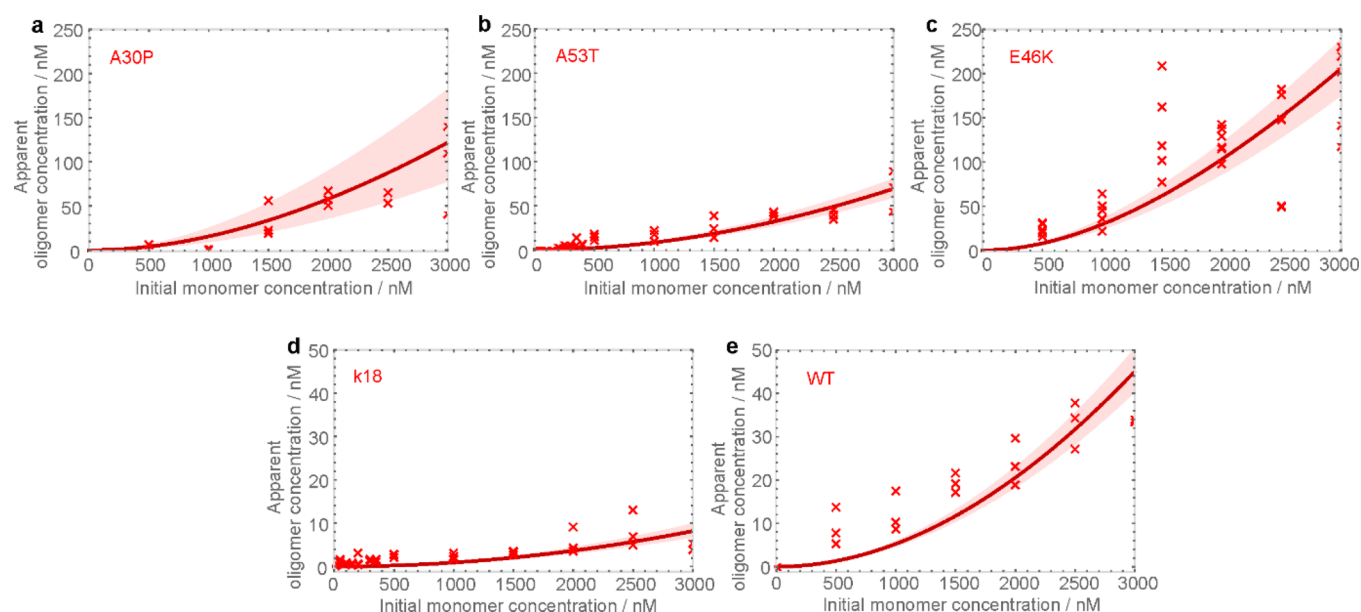 a
A30P
250
200
150
100
50
0
Apparent
oligomer concentration / nM
0 500 1000 1500 2000 2500 3000
Initial monomer concentration / nM
b
A53T
250
200
150
100
50
0
Apparent
oligomer concentration / nM
0 500 1000 1500 2000 2500 3000
Initial monomer concentration / nM
c
E46K
250
200
150
100
50
0
Apparent
oligomer concentration / nM
0 500 1000 1500 2000 2500 3000
Initial monomer concentration / nM
d
k18
50
40
30
20
10
0
Apparent
oligomer concentration / nM
0 500 1000 1500 2000 2500 3000
Initial monomer concentration / nM
e
WT
50
40
30
20
10
0
Apparent
oligomer concentration / nM
0 500 1000 1500 2000 2500 3000
Initial monomer concentration / nM